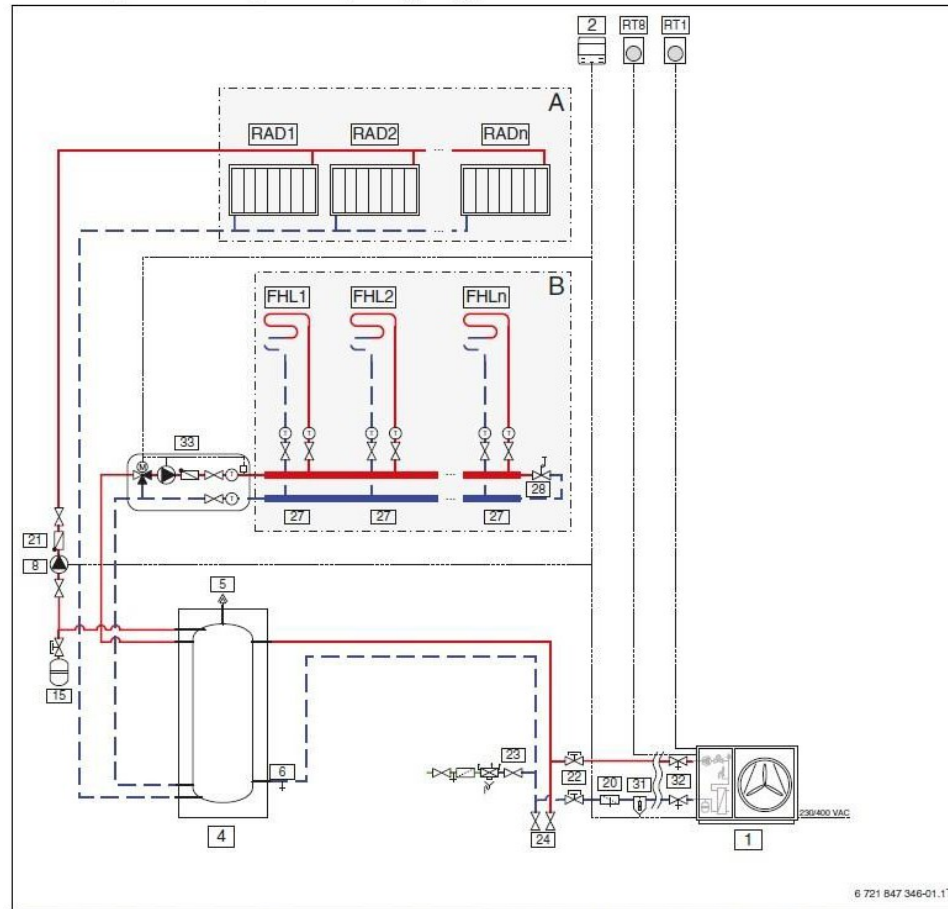 2 RT8 RT1
A
RAD1 RAD2 ... RADn
...
B
FHL1 FHL2 FHLn
T T T T T T
33
M T ...
T ... 28
27 27 27
21
8
5
15
6 23
22 20 31 32
230/400 VAC
4 24 1
6 721 847 346-01.1